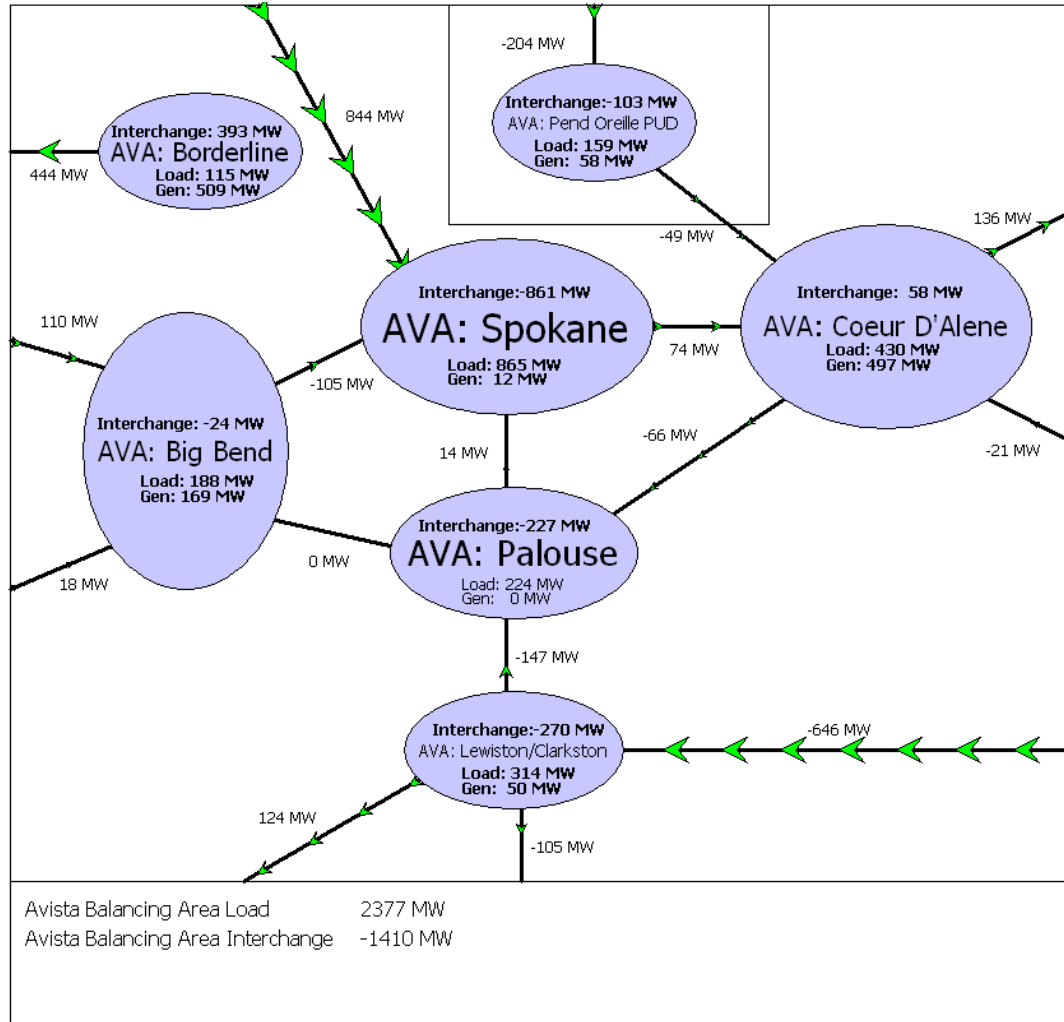 -204 MW
Interchange:-103 MW
AVA: Pend Oreille PUD
Load: 159 MW
Gen: 58 MW
844 MW
Interchange: 393 MW
AVA: Borderline
Load: 115 MW
Gen: 509 MW
444 MW
-49 MW
136 MW
Interchange:-861 MW
AVA: Spokane
Load: 865 MW
Gen: 12 MW
74 MW
Interchange: 58 MW
AVA: Coeur D'Alene
Load: 430 MW
Gen: 497 MW
110 MW
-105 MW
Interchange: -24 MW
AVA: Big Bend
Load: 188 MW
Gen: 169 MW
14 MW
-66 MW
-21 MW
Interchange:-227 MW
AVA: Palouse
Load: 224 MW
Gen: 0 MW
0 MW
18 MW
-147 MW
Interchange:-270 MW
AVA: Lewiston/Clarkston
Load: 314 MW
Gen: 50 MW
-646 MW
124 MW
-105 MW
Avista Balancing Area Load 2377 MW
Avista Balancing Area Interchange -1410 MW